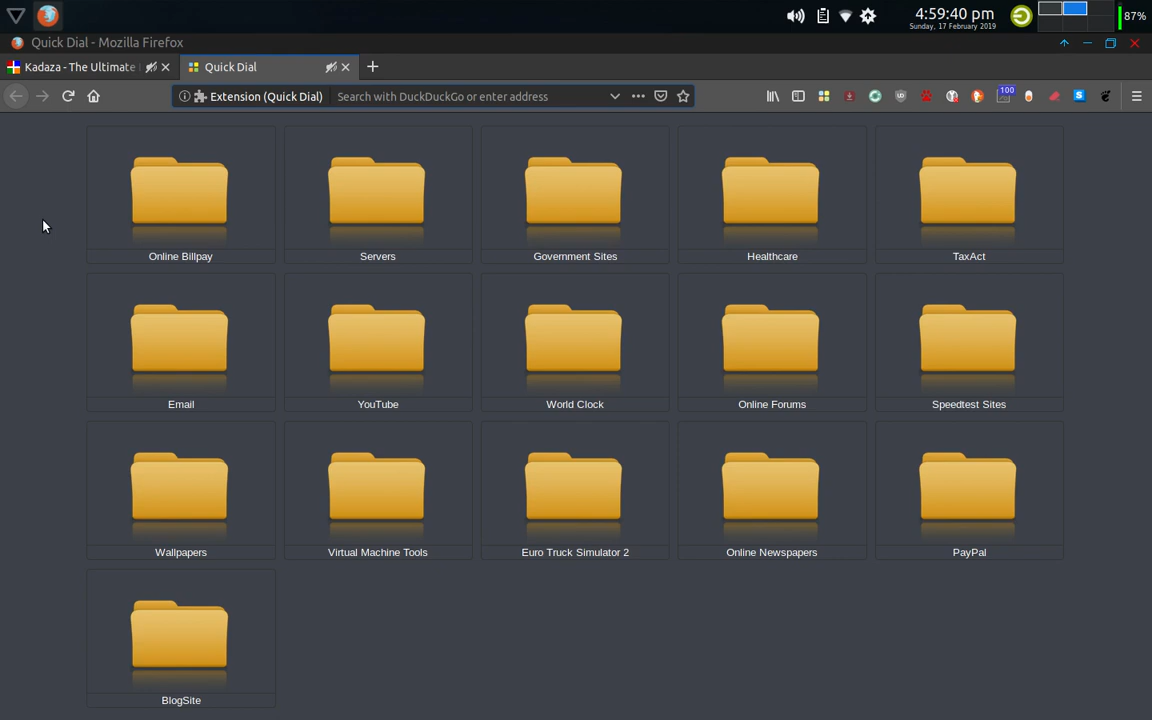 4:59:40 pm
Sunday, 17 February 2019
87%
Quick Dial - Mozilla Firefox
Kadaza - The Ultimate
Quick Dial
Extension (Quick Dial)
Search with DuckDuckGo or enter address
100
Online Billpay
Servers
Government Sites
Healthcare
TaxAct
Email
YouTube
World Clock
Online Forums
Speedtest Sites
Wallpapers
Virtual Machine Tools
Euro Truck Simulator 2
Online Newspapers
PayPal
BlogSite